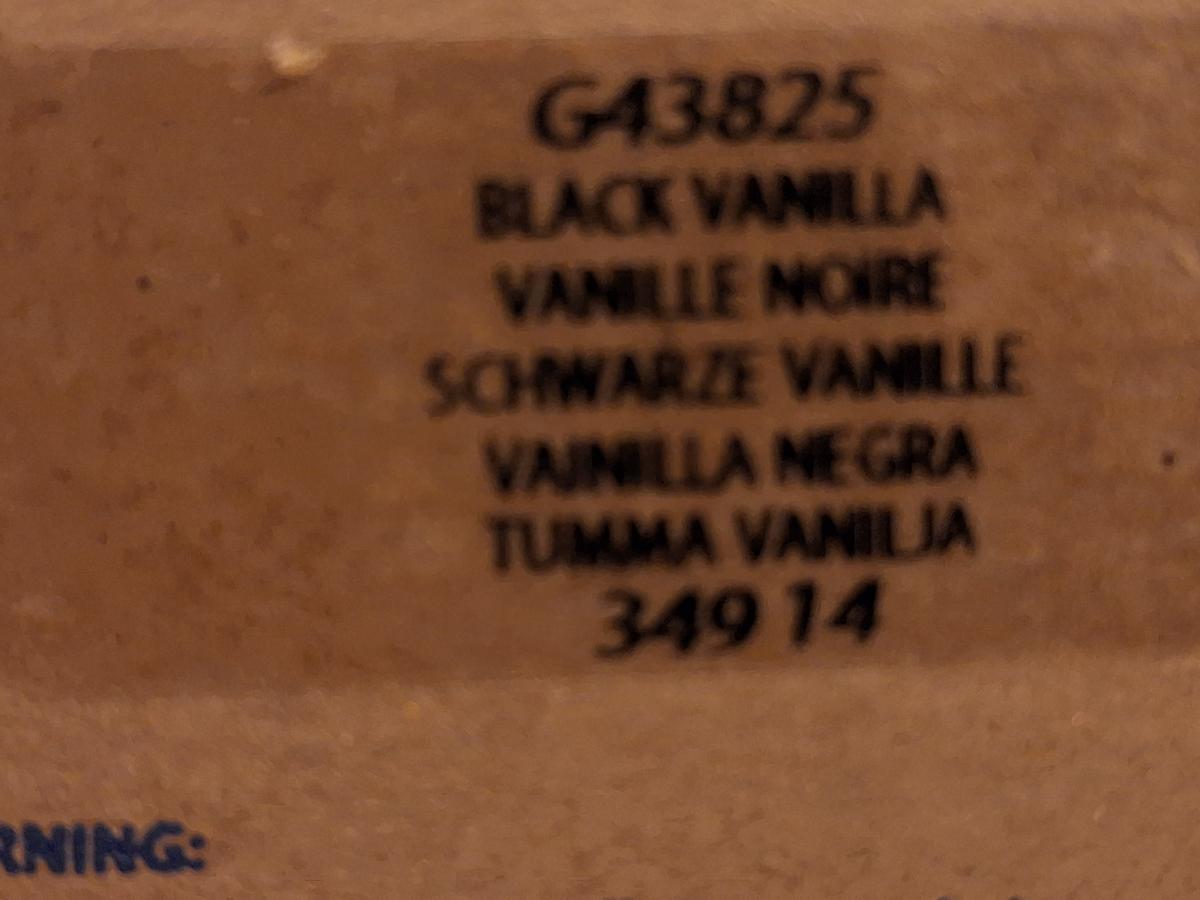 G43825
BLACK VANILLA
VANILLE NOIRE
SCHWARZE VANILLE
VAINILLA NEGRA
TUMMA VANILJA
349 14
RNING: